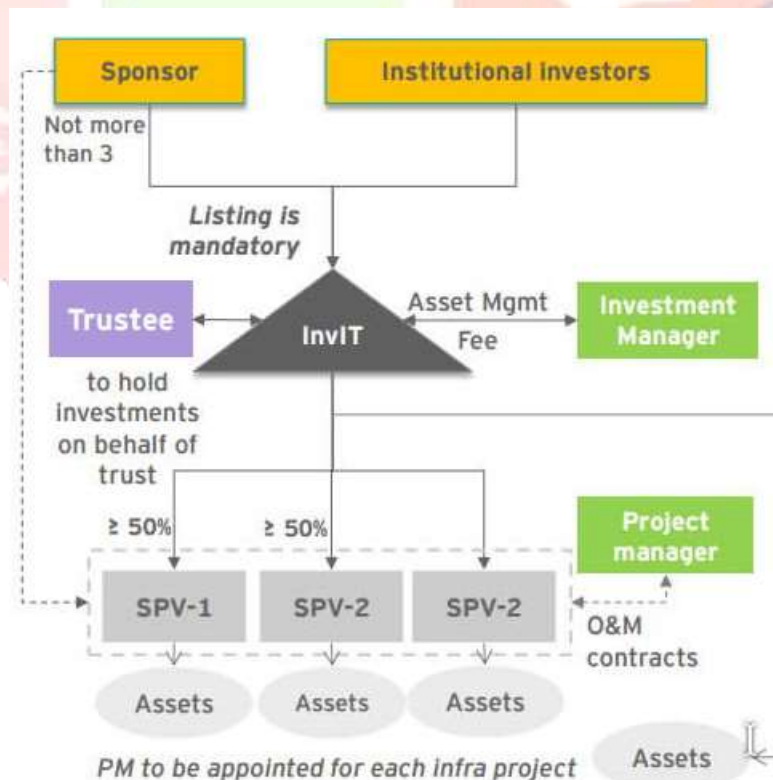 Sponsor
Institutional investors
Not more
than 3
Listing is
mandatory
Trustee
InvIT
Asset Mgmt
Fee
Investment
Manager
to hold
investments
on behalf of
trust
≥ 50%
≥ 50%
Project
manager
SPV-1
SPV-2
SPV-2
O&M
contracts
Assets
Assets
Assets
Assets
PM to be appointed for each infra project